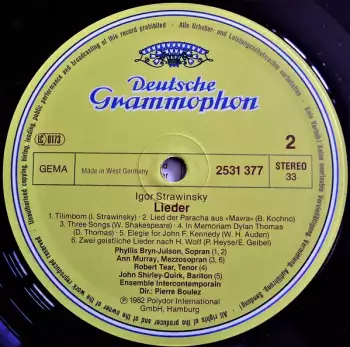 Deutsche
Grammophon
LC 0173
2
GEMA
Made in West Germany
2531 377
STEREO
33
Igor Strawinsky
Lieder
1. Tilimbom (I. Strawinsky) · 2. Lied der Paracha aus »Mavra« (B. Kochno)
3. Three Songs (W. Shakespeare) · 4. In Memoriam Dylan Thomas
(D. Thomas) · 5. Elegie for John F. Kennedy (W. H. Auden)
6. Zwei geistliche Lieder nach H. Wolf (P. Heyse/E. Geibel)
Phyllis Bryn-Julson, Sopran (1, 2)
Ann Murray, Mezzosopran (3, 6)
Robert Tear, Tenor (4)
John Shirley-Quirk, Bariton (5)
Ensemble Intercontemporain
Dir.: Pierre Boulez
Ⓟ 1982 Polydor International
GmbH, Hamburg
All rights of the producer and of the owner of the work reproduced reserved. Unauthorised copying, hiring, lending, public performance and broadcasting of this record prohibited · Alle Urheber- und Leistungsschutzrechte vorbehalten.